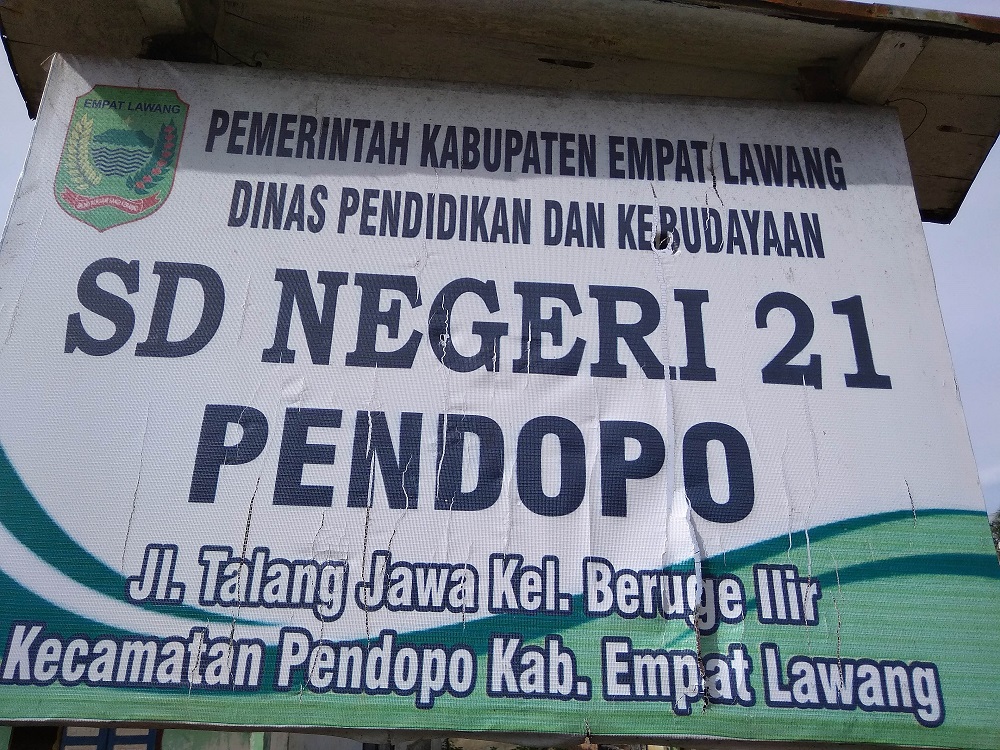 EMPAT LAWANG
PEMERINTAH KABUPATEN EMPAT LAWANG
DINAS PENDIDIKAN DAN KEBUDAYAAN
SD NEGERI 21
PENDOPO
Jl. Talang Jawa Kel. Beruge Ilir
Kecamatan Pendopo Kab. Empat Lawang